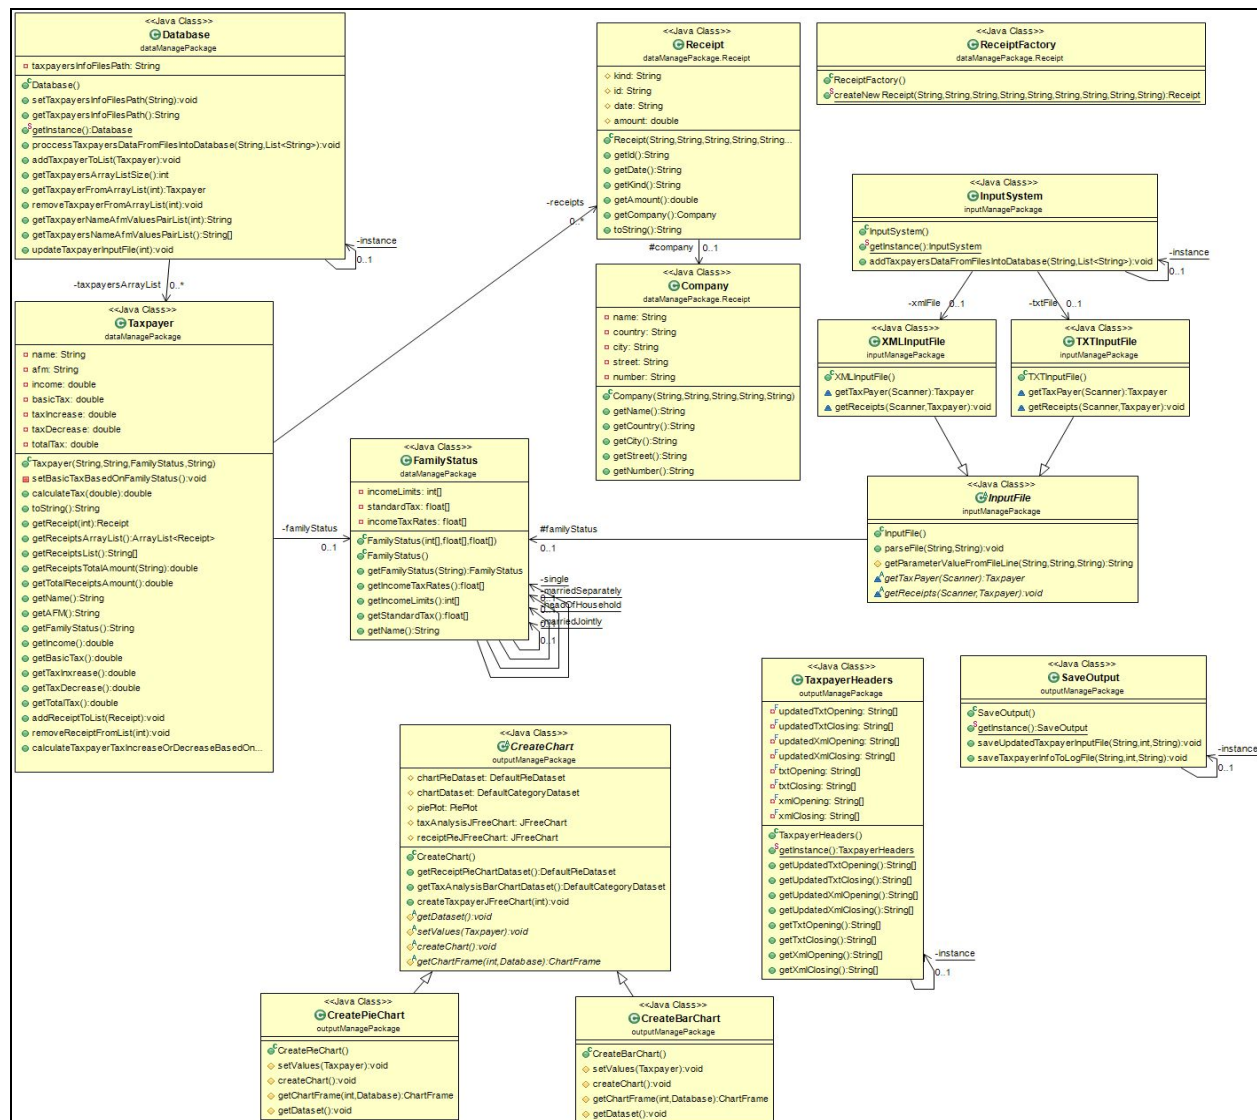 <<Java Class>>
Database
dataManagePackage
taxpayersInfoFilesPath: String
Database()
setTaxpayersInfoFilesPath(String):void
getTaxpayersInfoFilesPath():String
getInstance():Database
proccessTaxpayersDataFromFilesIntoDatabase(String,List<String>):void
addTaxpayerToList(Taxpayer):void
getTaxpayersArrayListSize():int
getTaxpayerFromArrayList(int):Taxpayer
removeTaxpayerFromArrayList(int):void
getTaxpayerNameAfmValuesPairList(int):String
getTaxpayersNameAfmValuesPairList():String[]
updateTaxpayerInputFile(int):void
-instance
0..1
-taxpayersArrayList
0..*
<<Java Class>>
Receipt
dataManagePackage.Receipt
kind: String
id: String
date: String
amount: double
Receipt(String,String,String,String,String...
getId():String
getDate():String
getKind():String
getAmount():double
getCompany():Company
toString():String
-receipts
0..*
#company
0..1
<<Java Class>>
ReceiptFactory
dataManagePackage.Receipt
ReceiptFactory()
createNewReceipt(String,String,String,String,String,String,String,String,String):Receipt
<<Java Class>>
InputSystem
inputManagePackage
InputSystem()
getInstance():InputSystem
addTaxpayersDataFromFilesIntoDatabase(String,List<String>):void
-instance
0..1
-xmlFile
0..1
-txtFile
0..1
<<Java Class>>
Company
dataManagePackage.Receipt
name: String
country: String
city: String
street: String
number: String
Company(String,String,String,String,String)
getName():String
getCountry():String
getCity():String
getStreet():String
getNumber():String
<<Java Class>>
XMLInputFile
inputManagePackage
XMLInputFile()
getTaxPayer(Scanner):Taxpayer
getReceipts(Scanner,Taxpayer):void
<<Java Class>>
TXTInputFile
inputManagePackage
TXTInputFile()
getTaxPayer(Scanner):Taxpayer
getReceipts(Scanner,Taxpayer):void
<<Java Class>>
Taxpayer
dataManagePackage
name: String
afm: String
income: double
basicTax: double
taxIncrease: double
taxDecrease: double
totalTax: double
Taxpayer(String,String,FamilyStatus,String)
setBasicTaxBasedOnFamilyStatus():void
calculateTax(double):double
toString():String
getReceipt(int):Receipt
getReceiptsArrayList():ArrayList<Receipt>
getReceiptsList():String[]
getReceiptsTotalAmount(String):double
getTotalReceiptsAmount():double
getName():String
getAFM():String
getFamilyStatus():String
getIncome():double
getBasicTax():double
getTaxInxrease():double
getTaxDecrease():double
getTotalTax():double
addReceiptToList(Receipt):void
removeReceiptFromList(int):void
calculateTaxpayerTaxIncreaseOrDecreaseBasedOn...
-familyStatus
0..1
<<Java Class>>
FamilyStatus
dataManagePackage
incomeLimits: int[]
standardTax: float[]
incomeTaxRates: float[]
FamilyStatus(int[],float[],float[])
FamilyStatus()
getFamilyStatus(String):FamilyStatus
getIncomeTaxRates():float[]
getIncomeLimits():int[]
getStandardTax():float[]
getName():String
-single
-marriedSeparately
-headOfHousehold
-marriedJointly
0..1
#familyStatus
0..1
<<Java Class>>
InputFile
inputManagePackage
InputFile()
parseFile(String,String):void
getParameterValueFromFileLine(String,String,String):String
getTaxPayer(Scanner):Taxpayer
getReceipts(Scanner,Taxpayer):void
<<Java Class>>
CreateChart
outputManagePackage
chartPieDataset: DefaultPieDataset
chartDataset: DefaultCategoryDataset
piePlot: PiePlot
taxAnalysisJFreeChart: JFreeChart
receiptPieJFreeChart: JFreeChart
CreateChart()
getReceiptPieChartDataset():DefaultPieDataset
getTaxAnalysisBarChartDataset():DefaultCategoryDataset
createTaxpayerJFreeChart(int):void
getDataset():void
setValues(Taxpayer):void
createChart():void
getChartFrame(int,Database):ChartFrame
<<Java Class>>
TaxpayerHeaders
outputManagePackage
updatedTxtOpening: String[]
updatedTxtClosing: String[]
updatedXmlOpening: String[]
updatedXmlClosing: String[]
txtOpening: String[]
txtClosing: String[]
xmlOpening: String[]
xmlClosing: String[]
TaxpayerHeaders()
getInstance():TaxpayerHeaders
getUpdatedTxtOpening():String[]
getUpdatedTxtClosing():String[]
getUpdatedXmlOpening():String[]
getUpdatedXmlClosing():String[]
getTxtOpening():String[]
getTxtClosing():String[]
getXmlOpening():String[]
getXmlClosing():String[]
-instance
0..1
<<Java Class>>
SaveOutput
outputManagePackage
SaveOutput()
getInstance():SaveOutput
saveUpdatedTaxpayerInputFile(String,int,String):void
saveTaxpayerInfoToLogFile(String,int,String):void
-instance
0..1
<<Java Class>>
CreatePieChart
outputManagePackage
CreatePieChart()
setValues(Taxpayer):void
createChart():void
getChartFrame(int,Database):ChartFrame
getDataset():void
<<Java Class>>
CreateBarChart
outputManagePackage
CreateBarChart()
setValues(Taxpayer):void
createChart():void
getChartFrame(int,Database):ChartFrame
getDataset():void